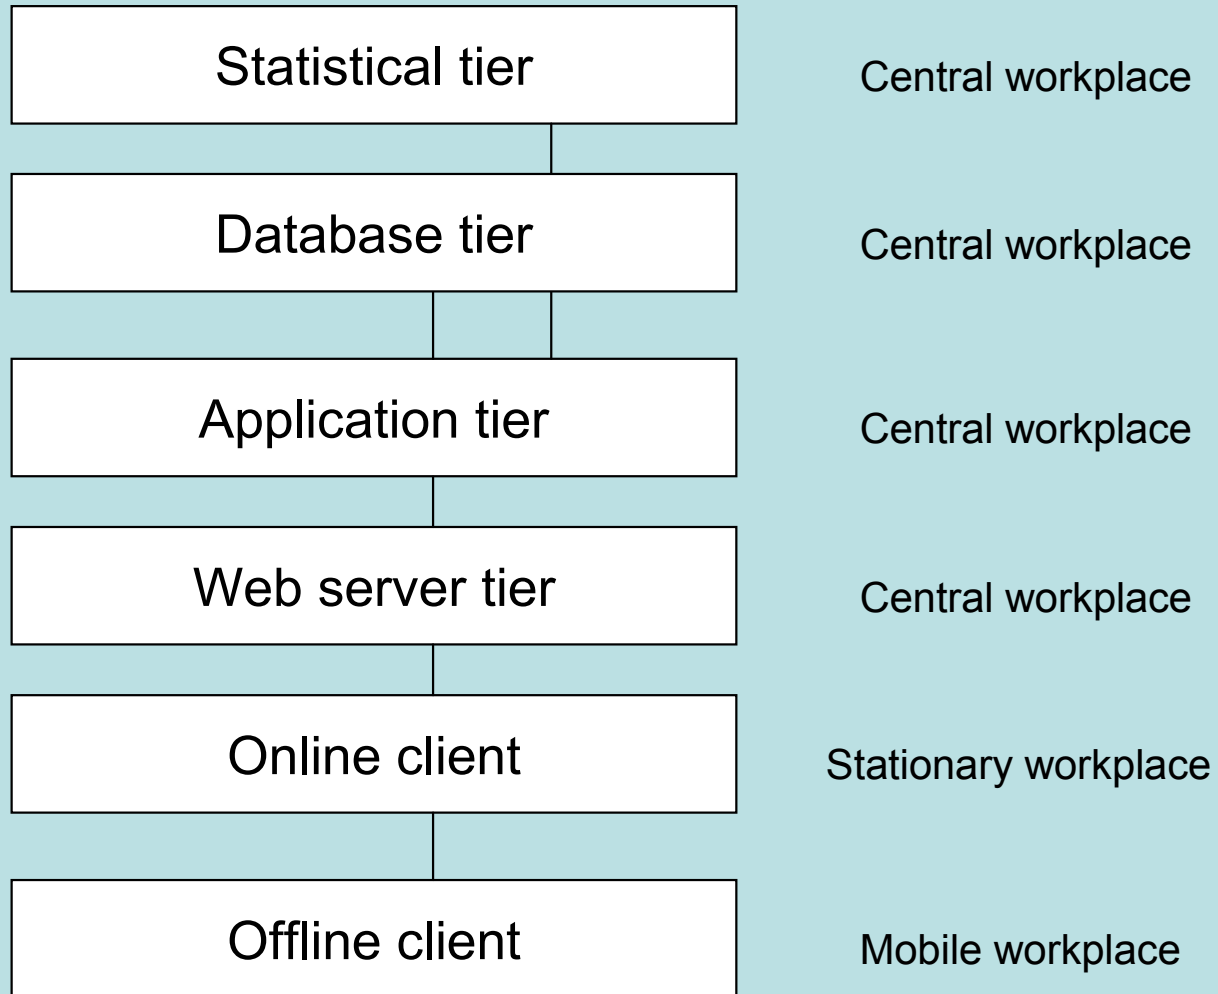 Statistical tier
Central workplace
Database tier
Central workplace
Application tier
Central workplace
Web server tier
Central workplace
Online client
Stationary workplace
Offline client
Mobile workplace